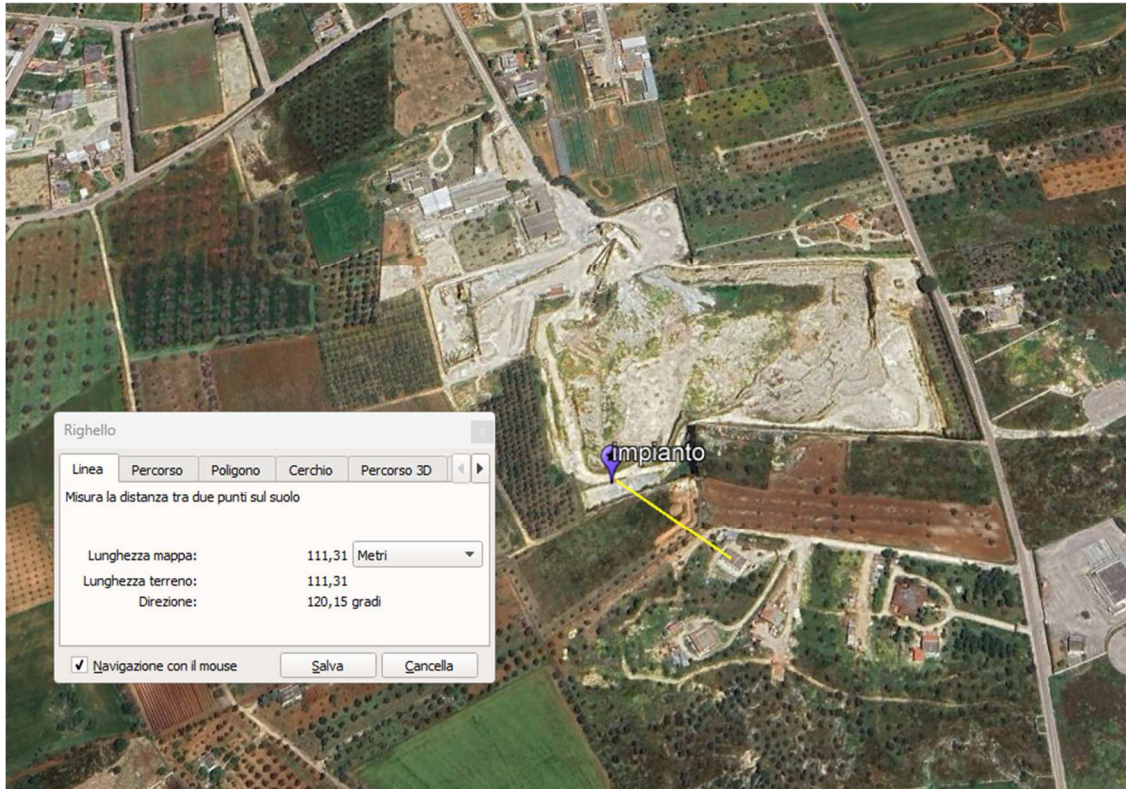 impianto
Righello
Linea Percorso Poligono Cerchio Percorso 3D
Misura la distanza tra due punti sul suolo
Lunghezza mappa: 111,31 Metri
Lunghezza terreno: 111,31
Direzione: 120,15 gradi
Navigazione con il mouse Salva Cancella